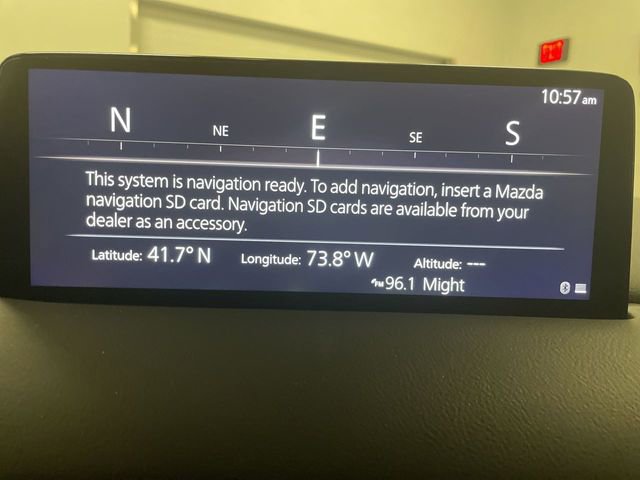 10:57am
N NE E SE S
This system is navigation ready. To add navigation, insert a Mazda
navigation SD card. Navigation SD cards are available from your
dealer as an accessory.
Latitude: 41.7° N Longitude: 73.8° W Altitude: ---
FM 96.1 Might